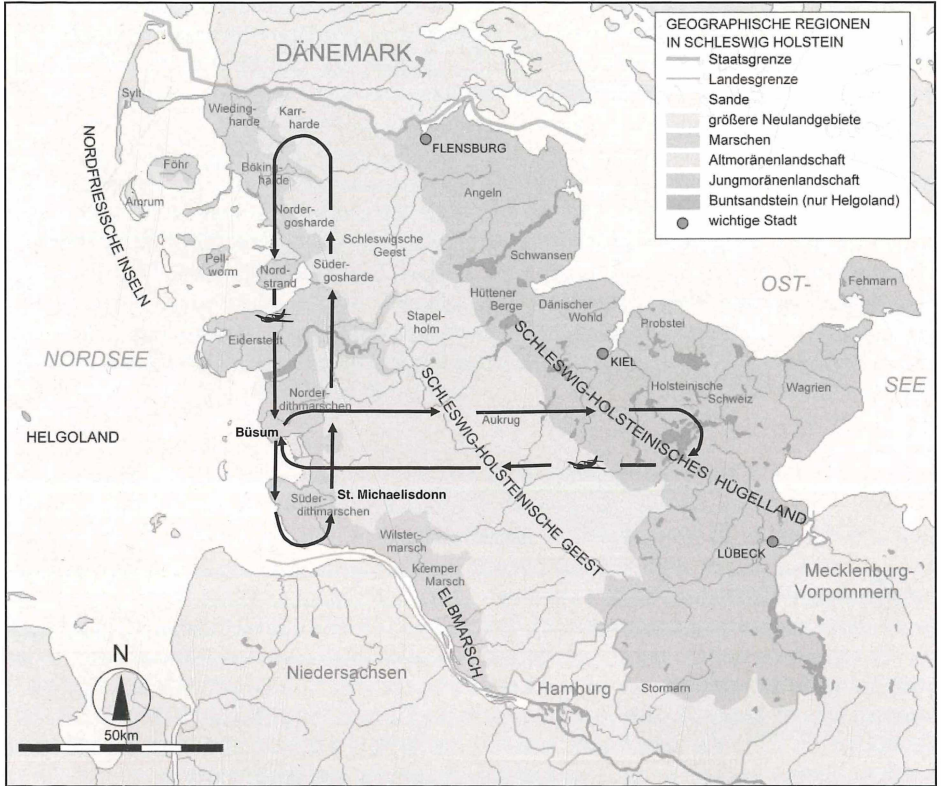 GEOGRAPHISCHE REGIONEN
IN SCHLESWIG HOLSTEIN
Staatsgrenze
Landesgrenze
Sande
größere Neulandgebiete
Marschen
Altmoränenlandschaft
Jungmoränenlandschaft
Buntsandstein (nur Helgoland)
wichtige Stadt
DÄNEMARK
Sylt
Wieding-
harde
Karr-
harde
FLENSBURG
NORDFRIESISCHE INSELN
Föhr
Böking-
harde
Angeln
Amrum
Norder-
gosharde
Schleswigsche
Geest
Schwansen
Pell-
worm
Nord-
strand
Süder-
gosharde
OST-
Fehmarn
Hüttener
Berge
Dänischer
Wohld
Stapel-
holm
Probstei
Eiderstedt
NORDSEE
KIEL
SEE
SCHLESWIG-HOLSTEINISCHES HÜGELLAND
Holsteinische
Schweiz
Wagrien
Norder-
dithmarschen
SCHLESWIG-HOLSTEINISCHE GEEST
Aukrug
HELGOLAND
Büsum
St. Michaelisdonn
Süder-
dithmarschen
Wilster-
marsch
LÜBECK
Kremper
Marsch
ELBMARSCH
Mecklenburg-
Vorpommern
N
Niedersachsen
Hamburg
Stormarn
50km